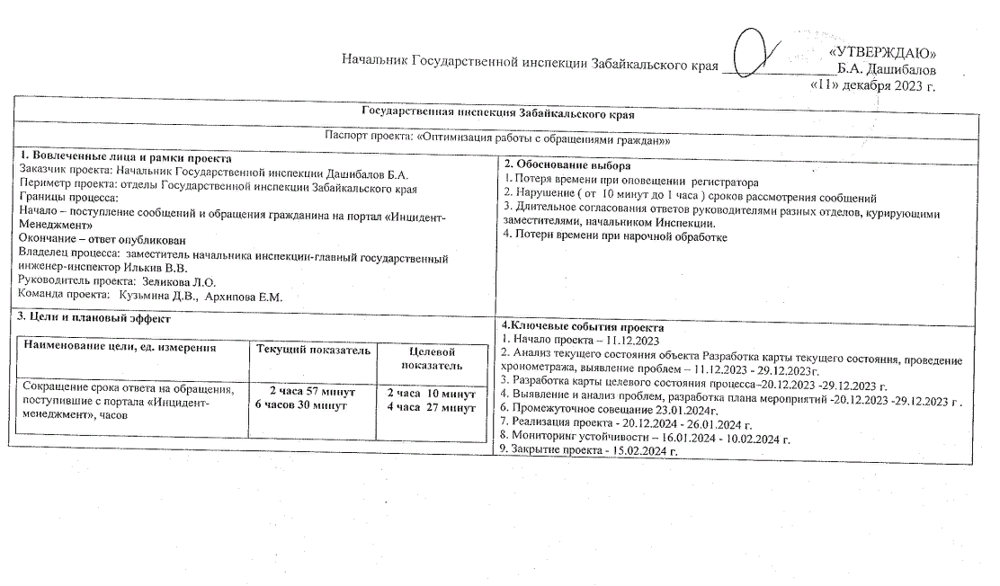 «УТВЕРЖДАЮ»
Начальник Государственной инспекции Забайкальского края ________________Б.А. Дашибалов
«11» декабря 2023 г.
Государственная инспекция Забайкальского края
Паспорт проекта: «Оптимизация работы с обращениями граждан»»
1. Вовлеченные лица и рамки проекта
Заказчик проекта: Начальник Государственной инспекции Дашибалов Б.А.
Периметр проекта: отделы Государственной инспекции Забайкальского края
Границы процесса:
Начало – поступление сообщений и обращения гражданина на портал «Инцидент-
Менеджмент»
Окончание – ответ опубликован
Владелец процесса: заместитель начальника инспекции-главный государственный
инженер-инспектор Илькив В.В.
Руководитель проекта: Зеликова Л.О.
Команда проекта: Кузьмина Д.В., Архипова Е.М.
2. Обоснование выбора
1. Потеря времени при оповещении регистратора
2. Нарушение ( от 10 минут до 1 часа ) сроков рассмотрения сообщений
3. Длительное согласования ответов руководителями разных отделов, курирующими
заместителями, начальником Инспекции.
4. Потери времени при нарочной обработке
3. Цели и плановый эффект
Наименование цели, ед. измерения
Текущий показатель
Целевой
показатель
Сокращение срока ответа на обращения,
поступившие с портала «Инцидент-
менеджмент», часов
2 часа 57 минут
6 часов 30 минут
2 часа 10 минут
4 часа 27 минут
4.Ключевые события проекта
1. Начало проекта – 11.12.2023
2. Анализ текущего состояния объекта Разработка карты текущего состояния, проведение
хронометража, выявление проблем – 11.12.2023 - 29.12.2023г.
3. Разработка карты целевого состояния процесса–20.12.2023 -29.12.2023 г.
4. Выявление и анализ проблем, разработка плана мероприятий -20.12.2023 -29.12.2023 г .
6. Промежуточное совещание 23.01.2024г.
7. Реализация проекта - 20.12.2024 - 26.01.2024 г.
8. Мониторинг устойчивости – 16.01.2024 - 10.02.2024 г.
9. Закрытие проекта - 15.02.2024 г.